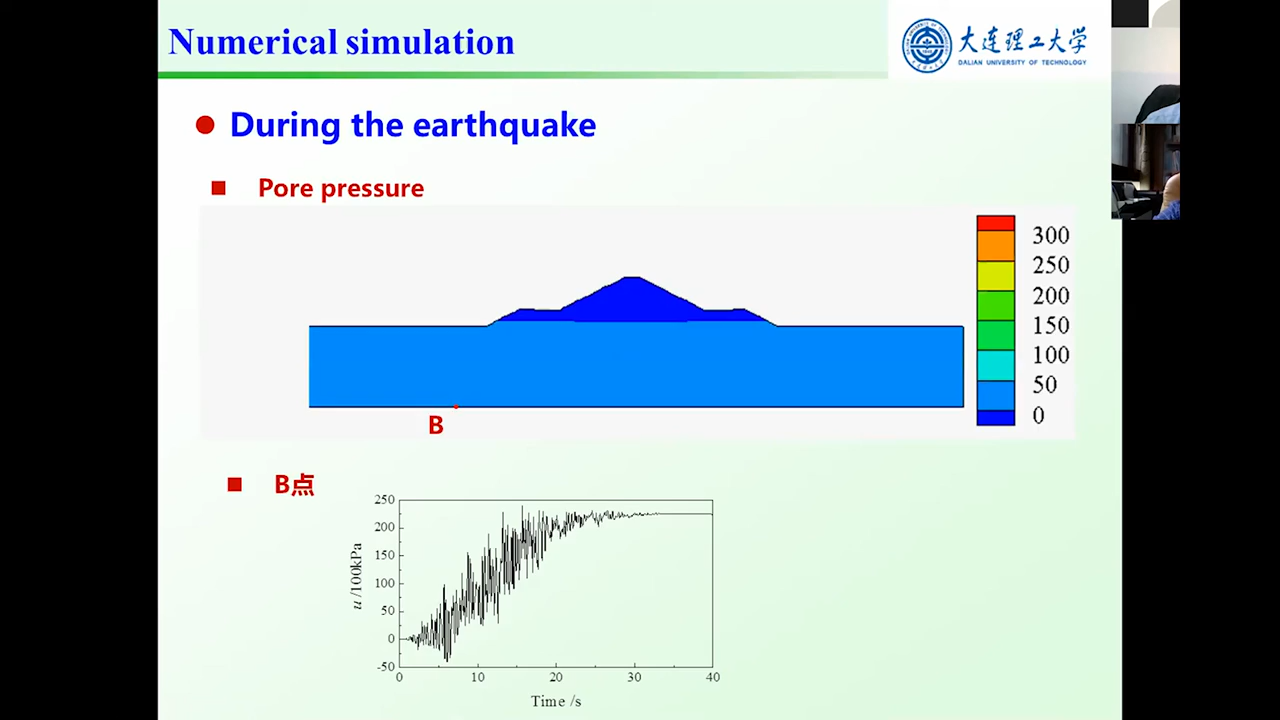 Numerical simulation
大连理工大学
DALIAN UNIVERSITY OF TECHNOLOGY
During the earthquake
Pore pressure
300
250
200
150
100
50
0
B
B点
250
200
150
100
50
0
-50
u /100kPa
0 10 20 30 40
Time /s